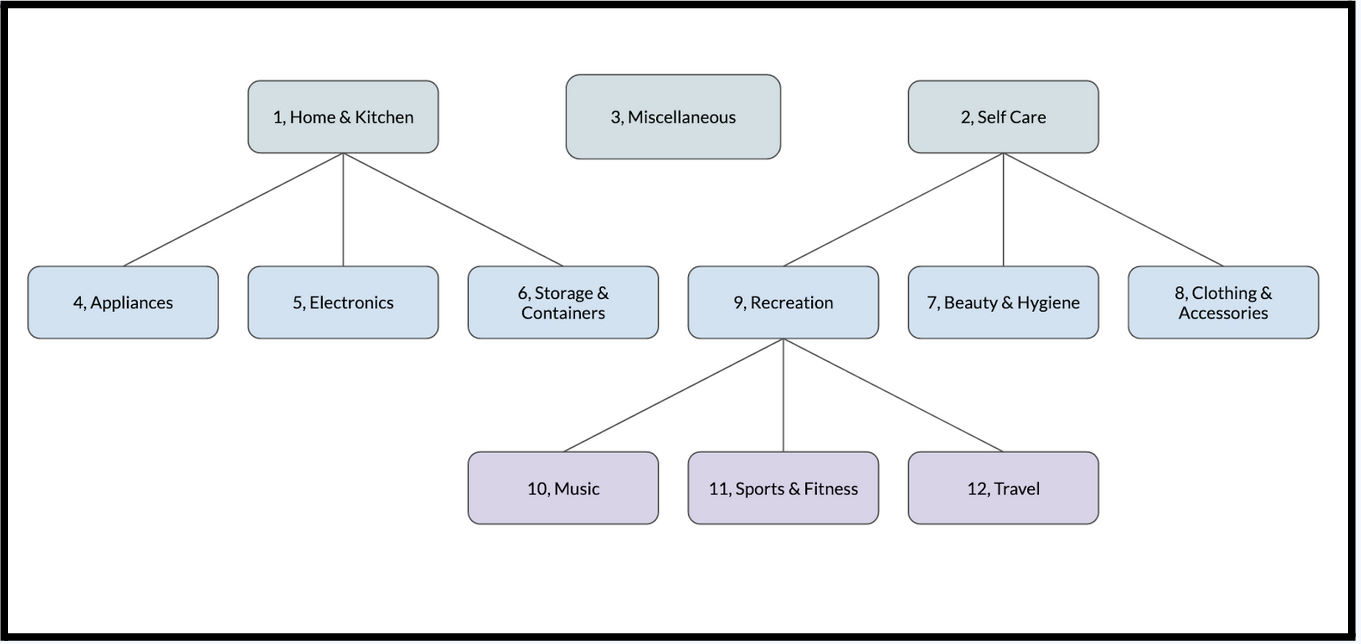 1, Home & Kitchen
3, Miscellaneous
2, Self Care
4, Appliances
5, Electronics
6, Storage &
Containers
9, Recreation
7, Beauty & Hygiene
8, Clothing &
Accessories
10, Music
11, Sports & Fitness
12, Travel